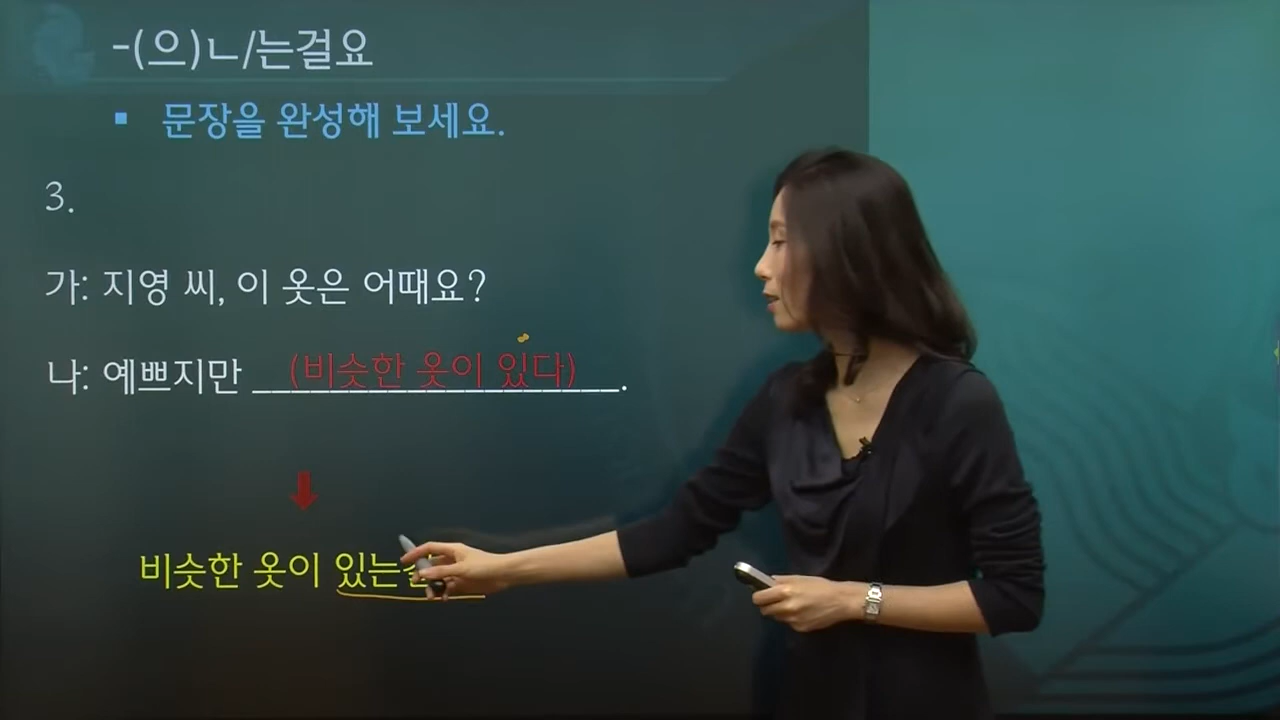 -(으)ㄴ/는걸요
▪ 문장을 완성해 보세요.
3.
가: 지영 씨, 이 옷은 어때요?
나: 예쁘지만 (비슷한 옷이 있다).
비슷한 옷이